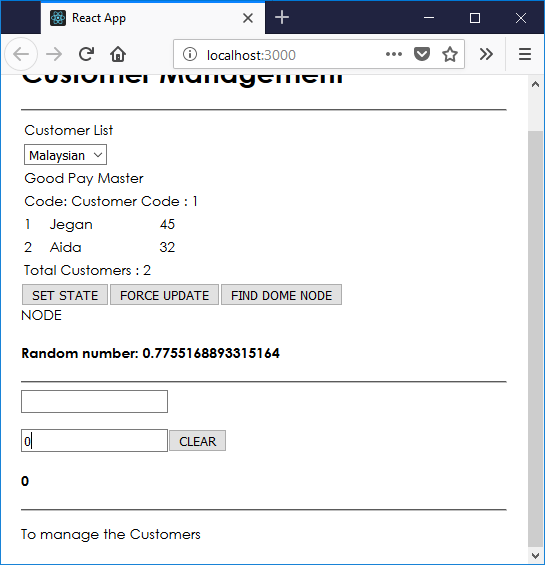 React App
localhost:3000
Customer Management
Customer List
Malaysian
Good Pay Master
Code: Customer Code : 1
1 Jegan 45
2 Aida 32
Total Customers : 2
SET STATE FORCE UPDATE FIND DOME NODE
NODE
Random number: 0.7755168893315164
0 CLEAR
0
To manage the Customers